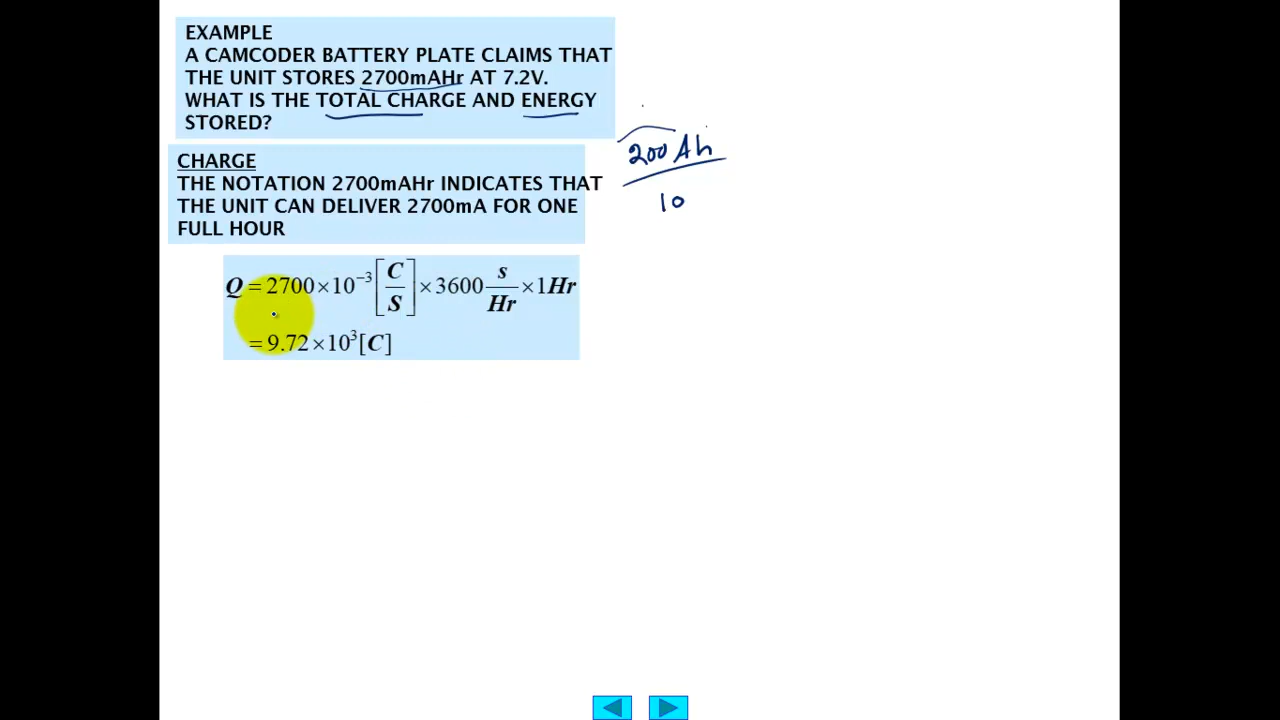 EXAMPLE
A CAMCODER BATTERY PLATE CLAIMS THAT
THE UNIT STORES 2700mAHr AT 7.2V.
WHAT IS THE TOTAL CHARGE AND ENERGY
STORED?
CHARGE
THE NOTATION 2700mAHr INDICATES THAT
THE UNIT CAN DELIVER 2700mA FOR ONE
FULL HOUR
Q = 2700×10⁻³ [C/S] × 3600 s/Hr × 1Hr
= 9.72×10³[C]
200 Ah
10